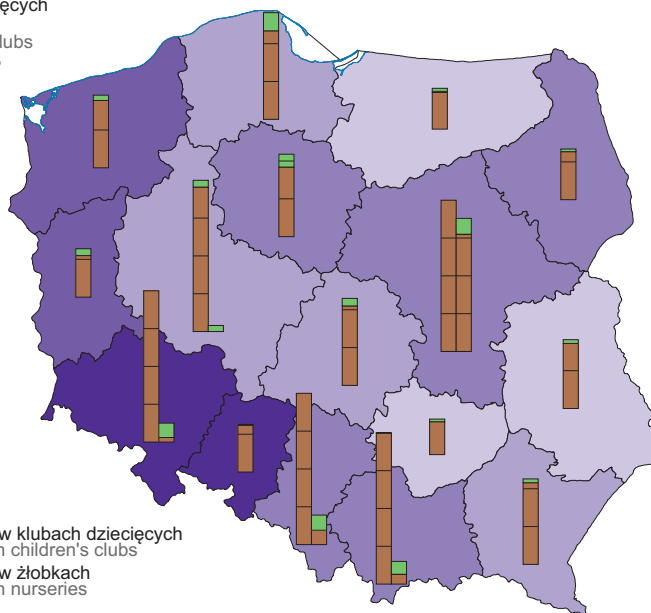 ęcych
lubs
w klubach dziecięcych
n children's clubs
w żłobkach
n nurseries